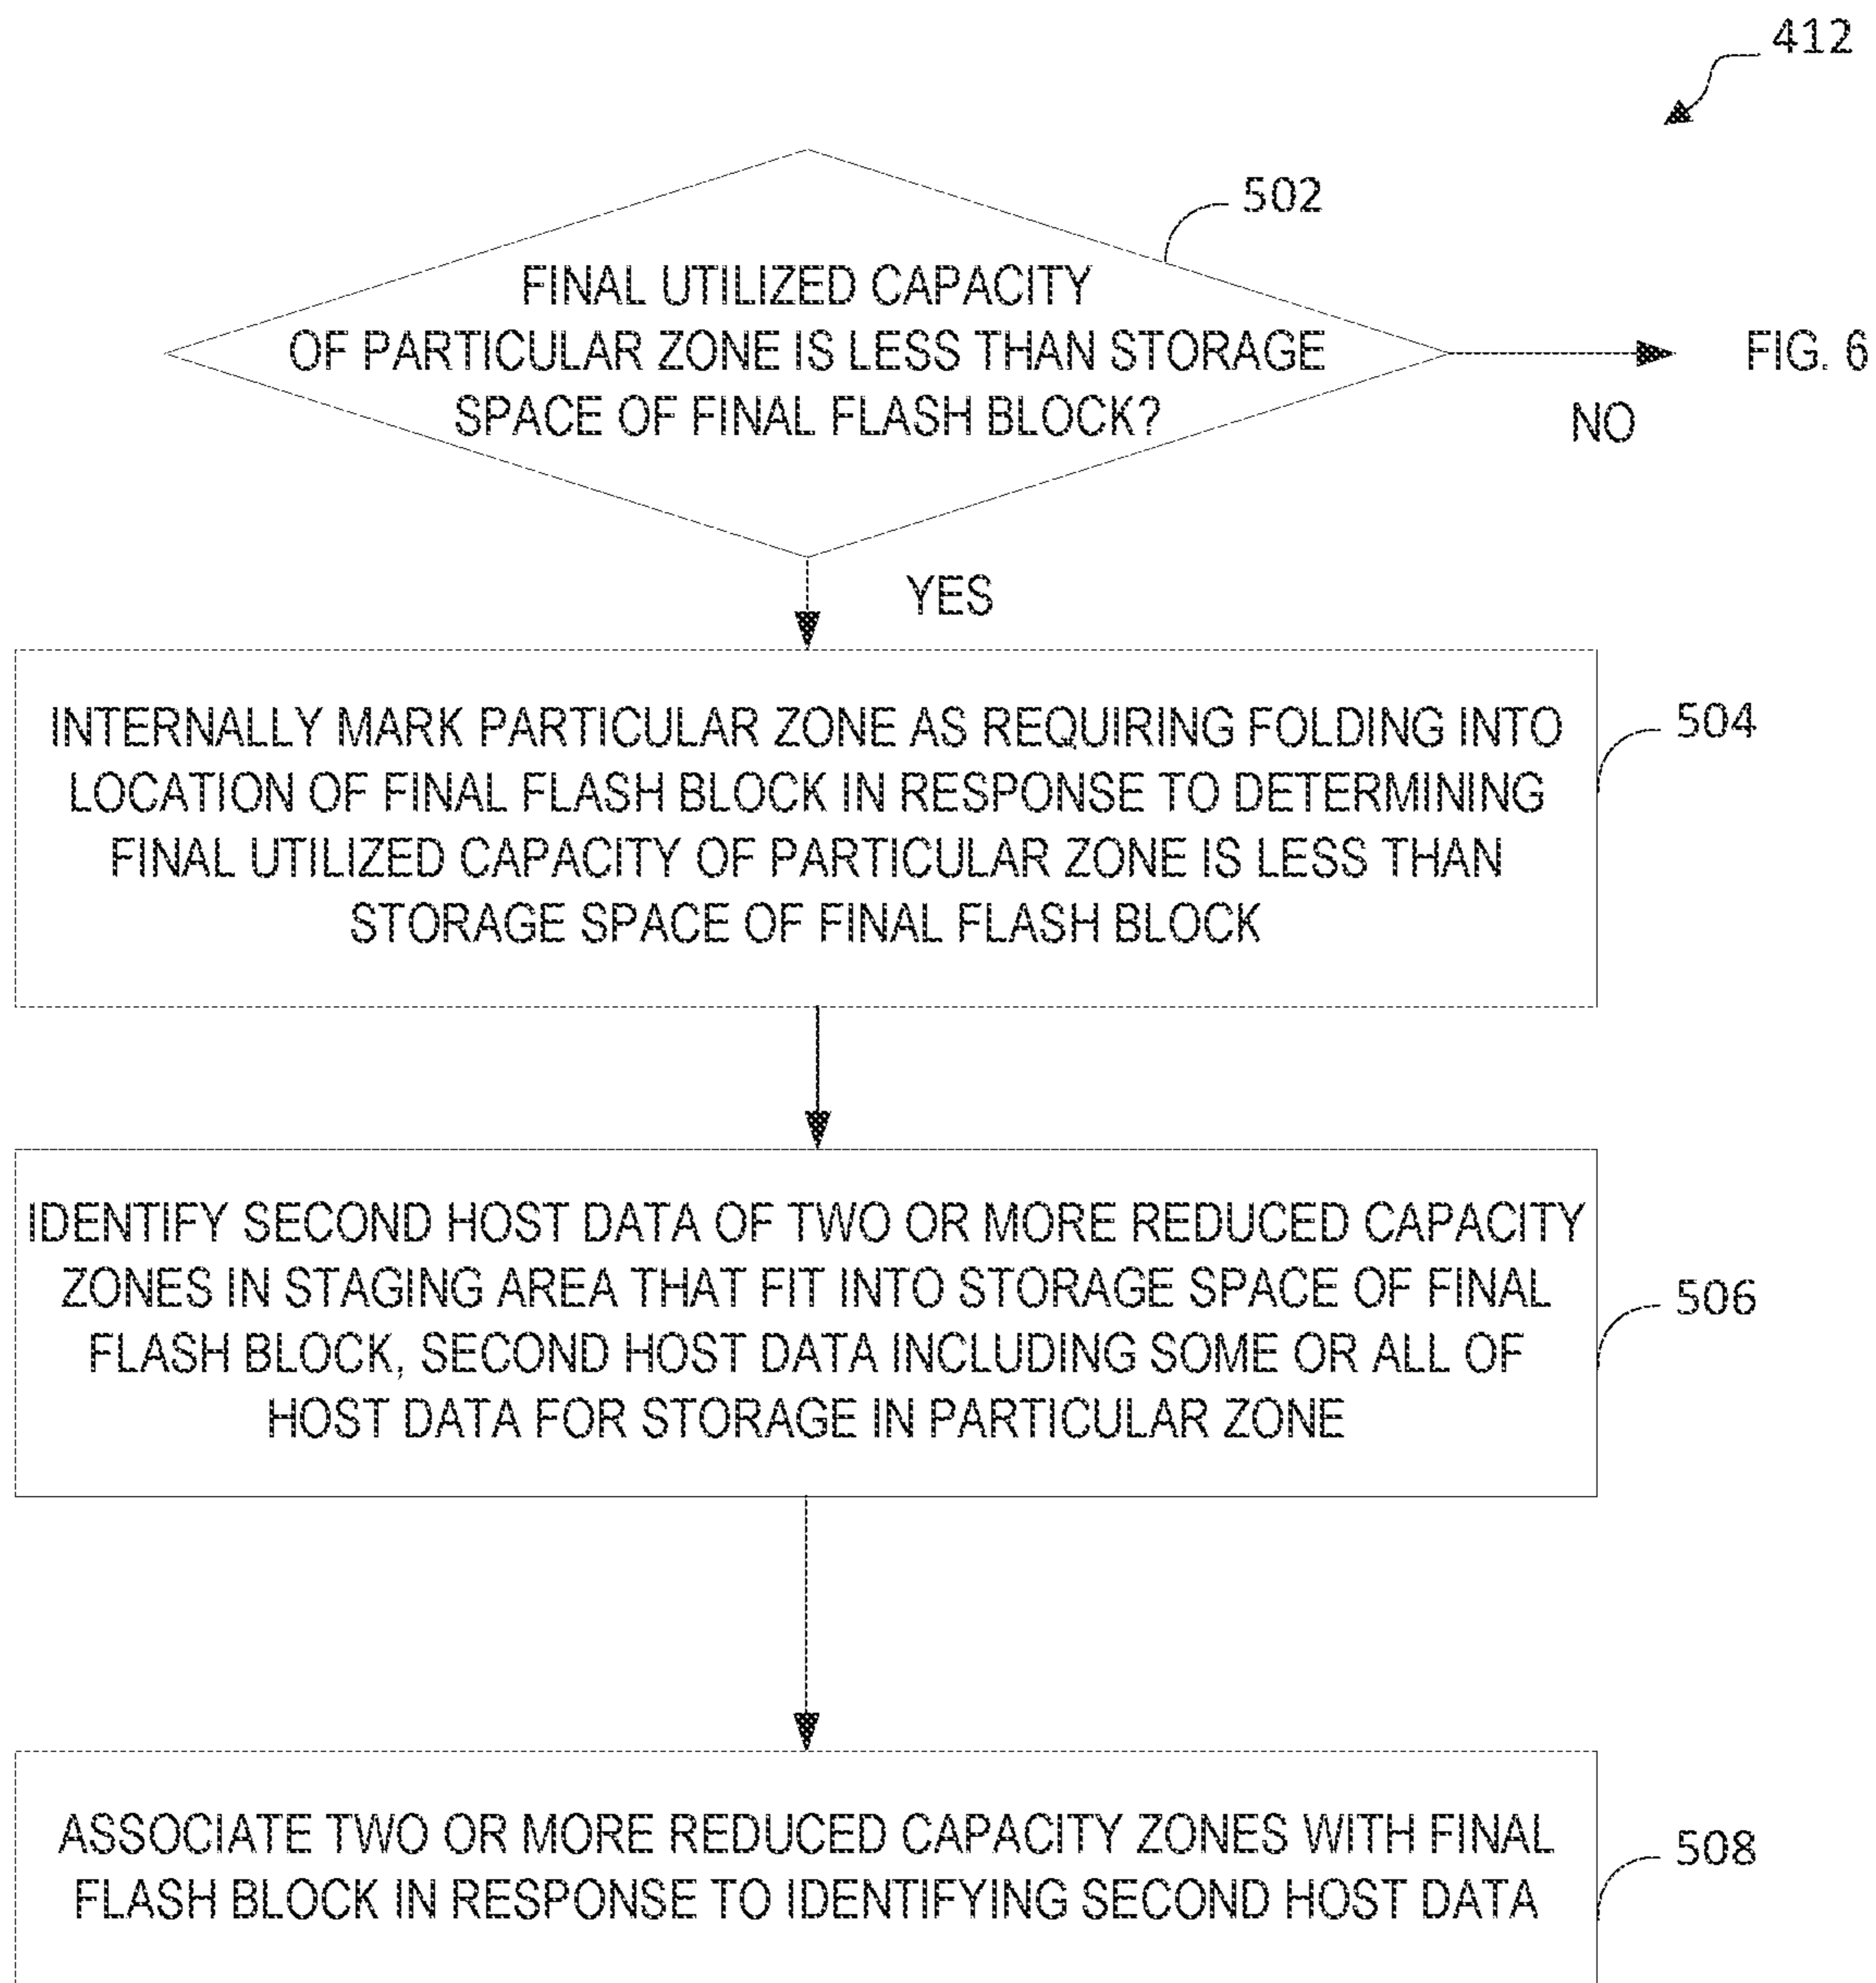 412
502
FINAL UTILIZED CAPACITY
OF PARTICULAR ZONE IS LESS THAN STORAGE
SPACE OF FINAL FLASH BLOCK?
FIG. 6
NO
YES
INTERNALLY MARK PARTICULAR ZONE AS REQUIRING FOLDING INTO
LOCATION OF FINAL FLASH BLOCK IN RESPONSE TO DETERMINING
FINAL UTILIZED CAPACITY OF PARTICULAR ZONE IS LESS THAN
STORAGE SPACE OF FINAL FLASH BLOCK
504
IDENTIFY SECOND HOST DATA OF TWO OR MORE REDUCED CAPACITY
ZONES IN STAGING AREA THAT FIT INTO STORAGE SPACE OF FINAL
FLASH BLOCK, SECOND HOST DATA INCLUDING SOME OR ALL OF
HOST DATA FOR STORAGE IN PARTICULAR ZONE
506
ASSOCIATE TWO OR MORE REDUCED CAPACITY ZONES WITH FINAL
FLASH BLOCK IN RESPONSE TO IDENTIFYING SECOND HOST DATA
508